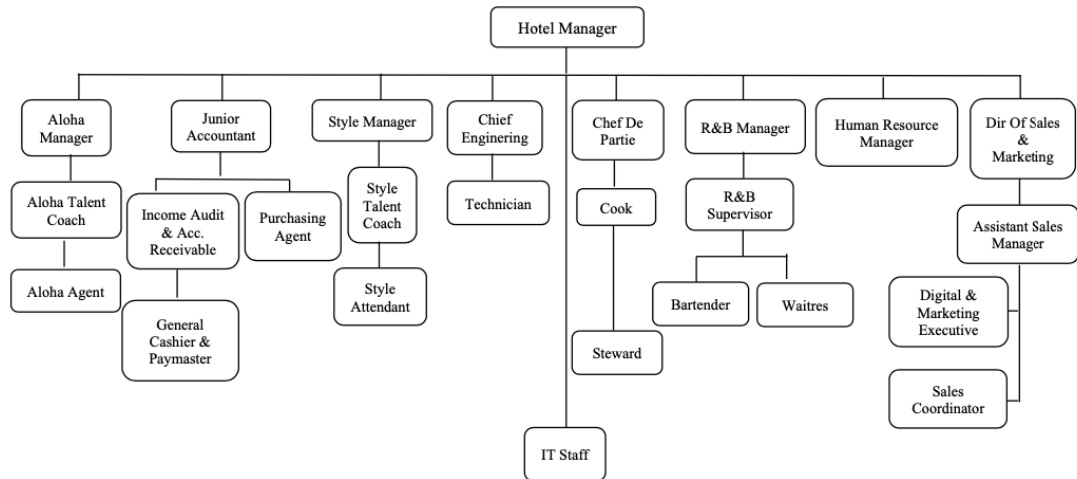 Hotel Manager
Aloha
Manager
Junior
Accountant
Style Manager
Chief
Enginering
Chef De
Partie
R&B Manager
Human Resource
Manager
Dir Of Sales
&
Marketing
Aloha Talent
Coach
Income Audit
& Acc.
Receivable
Purchasing
Agent
Style
Talent
Coach
Technician
Cook
R&B
Supervisor
Assistant Sales
Manager
Aloha Agent
General
Cashier &
Paymaster
Style
Attendant
Steward
Bartender
Waitres
Digital &
Marketing
Executive
Sales
Coordinator
IT Staff